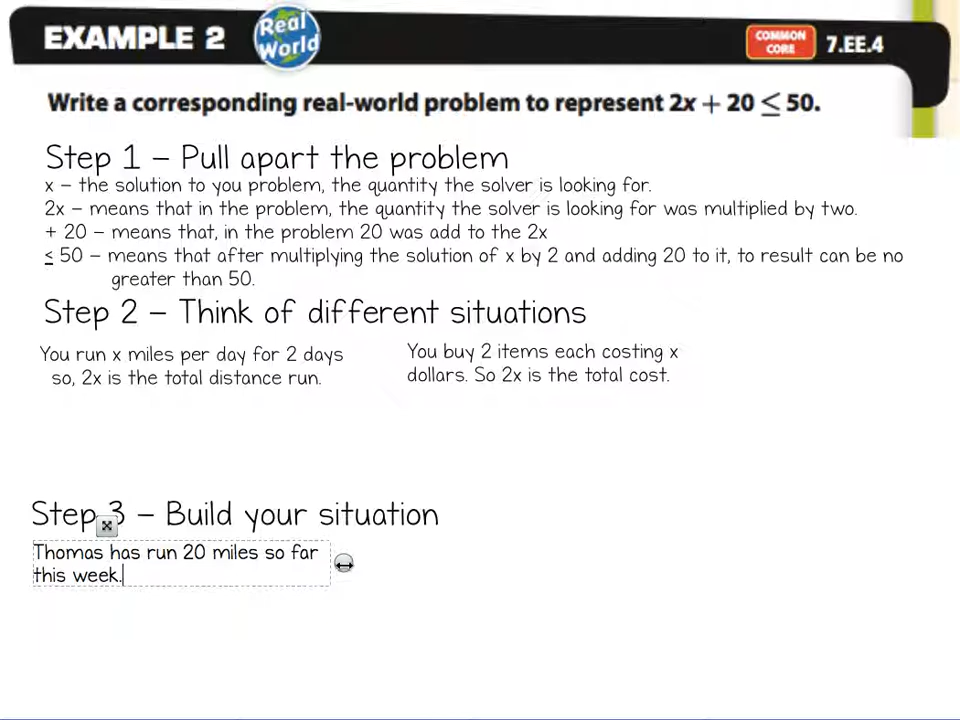 EXAMPLE 2
Real
World
COMMON
CORE
7.EE.4
Write a corresponding real-world problem to represent 2x + 20 ≤ 50.
Step 1 – Pull apart the problem
x – the solution to you problem, the quantity the solver is looking for.
2x – means that in the problem, the quantity the solver is looking for was multiplied by two.
+ 20 – means that, in the problem 20 was add to the 2x
≤ 50 – means that after multiplying the solution of x by 2 and adding 20 to it, to result can be no
greater than 50.
Step 2 – Think of different situations
You run x miles per day for 2 days
so, 2x is the total distance run.
You buy 2 items each costing x
dollars. So 2x is the total cost.
Step 3 – Build your situation
Thomas has run 20 miles so far
this week.